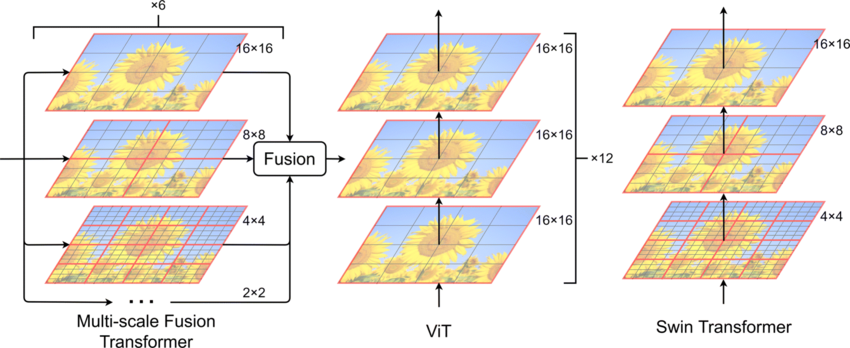 ×6
16×16
8×8
4×4
2×2
Fusion
Multi-scale Fusion
Transformer
16×16
16×16
16×16
×12
ViT
16×16
8×8
4×4
Swin Transformer